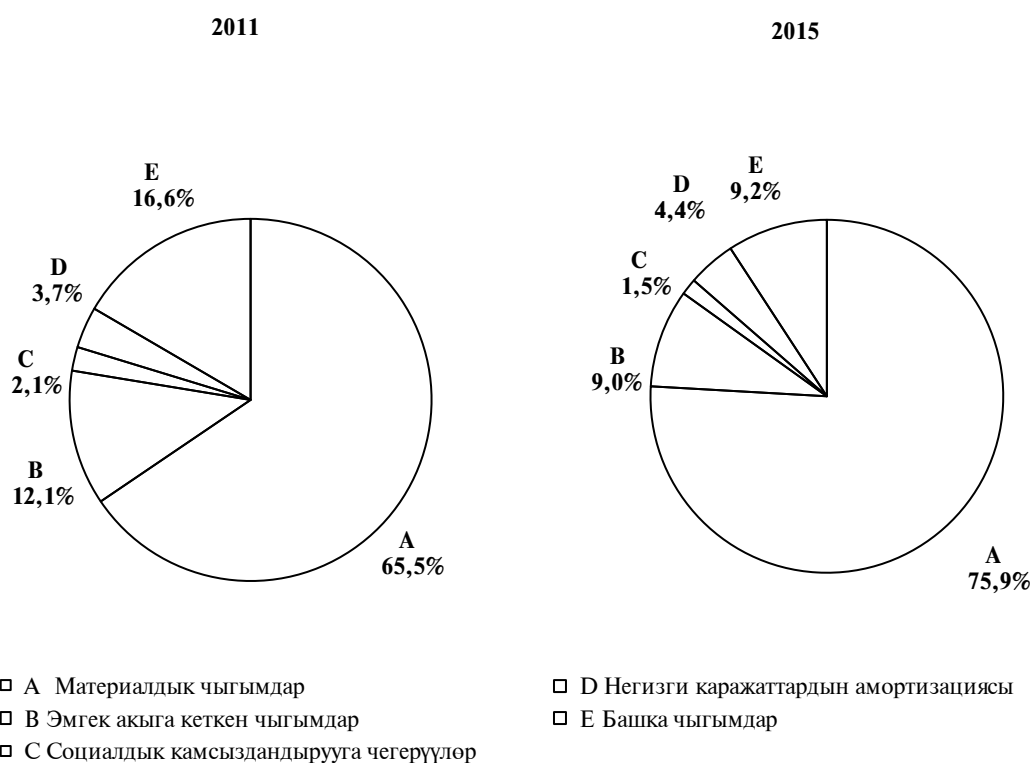 2011
2015
E
16,6%
D
3,7%
C
2,1%
B
12,1%
A
65,5%
E
9,2%
D
4,4%
C
1,5%
B
9,0%
A
75,9%
A Материалдык чыгымдар
B Эмгек акыга кеткен чыгымдар
C Социалдык камсыздандырууга чегерүүлөр
D Негизги каражаттардын амортизациясы
E Башка чыгымдар